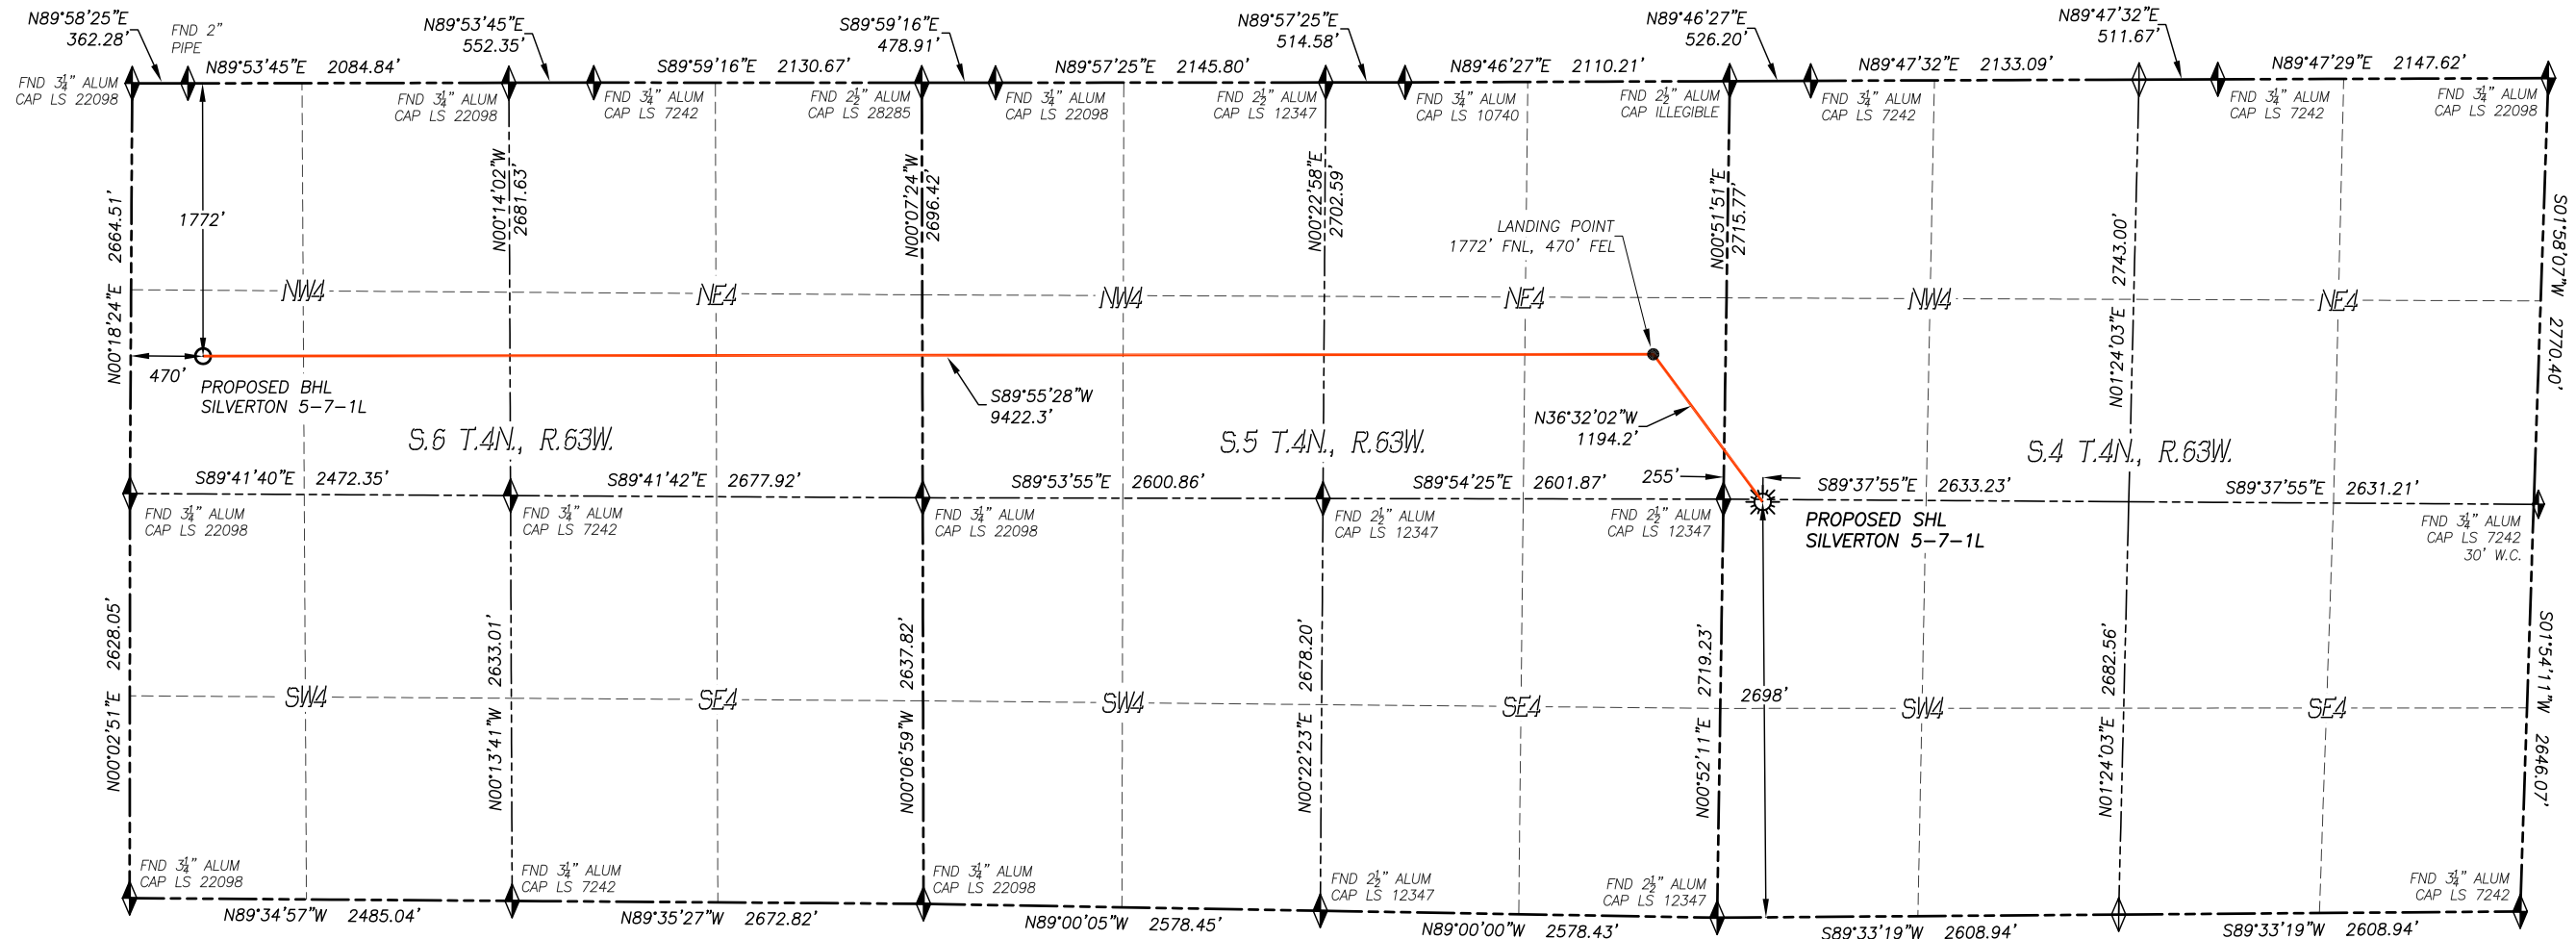 N89°58'25"E
362.28'
FND 2"
PIPE
N89°53'45"E
552.35'
S89°59'16"E
478.91'
N89°57'25"E
514.58'
N89°46'27"E
526.20'
N89°47'32"E
511.67'
N89°53'45"E 2084.84'
S89°59'16"E 2130.67'
N89°57'25"E 2145.80'
N89°46'27"E 2110.21'
N89°47'32"E 2133.09'
N89°47'29"E 2147.62'
FND 3¼" ALUM
CAP LS 22098
FND 3¼" ALUM
CAP LS 22098
FND 3¼" ALUM
CAP LS 7242
FND 2½" ALUM
CAP LS 28285
FND 3¼" ALUM
CAP LS 22098
FND 2½" ALUM
CAP LS 12347
FND 3¼" ALUM
CAP LS 10740
FND 2½" ALUM
CAP ILLEGIBLE
FND 3¼" ALUM
CAP LS 7242
FND 3¼" ALUM
CAP LS 7242
FND 3¼" ALUM
CAP LS 22098
N00°18'24"E 2664.51'
1772'
N00°14'02"W
2681.63'
N00°07'24"W
2696.42'
N00°22'58"E
2702.59'
LANDING POINT
1772' FNL, 470' FEL
N00°51'51"E
2715.77'
N01°24'03"E 2743.00'
S01°58'07"W 2770.40'
NW4
NE4
NW4
NE4
NW4
NE4
470'
PROPOSED BHL
SILVERTON 5-7-1L
S89°55'28"W
9422.3'
N36°32'02"W
1194.2'
S.6 T.4N., R.63W.
S.5 T.4N., R.63W.
S.4 T.4N., R.63W.
S89°41'40"E 2472.35'
S89°41'42"E 2677.92'
S89°53'55"E 2600.86'
S89°54'25"E 2601.87'
255'
S89°37'55"E 2633.23'
S89°37'55"E 2631.21'
FND 3¼" ALUM
CAP LS 22098
FND 3¼" ALUM
CAP LS 7242
FND 3¼" ALUM
CAP LS 22098
FND 2½" ALUM
CAP LS 12347
FND 2½" ALUM
CAP LS 12347
PROPOSED SHL
SILVERTON 5-7-1L
FND 3¼" ALUM
CAP LS 7242
30' W.C.
N00°02'51"E 2628.05'
N00°13'41"W 2633.01'
N00°06'59"W 2637.82'
N00°22'23"E 2678.20'
N00°52'11"E 2719.23'
2698'
N01°24'03"E 2682.56'
S01°54'11"W 2646.07'
SW4
SE4
SW4
SE4
SW4
SE4
FND 3¼" ALUM
CAP LS 22098
FND 3¼" ALUM
CAP LS 7242
FND 3¼" ALUM
CAP LS 22098
FND 2½" ALUM
CAP LS 12347
FND 2½" ALUM
CAP LS 12347
FND 3¼" ALUM
CAP LS 7242
N89°34'57"W 2485.04'
N89°35'27"W 2672.82'
N89°00'05"W 2578.45'
N89°00'00"W 2578.43'
S89°33'19"W 2608.94'
S89°33'19"W 2608.94'